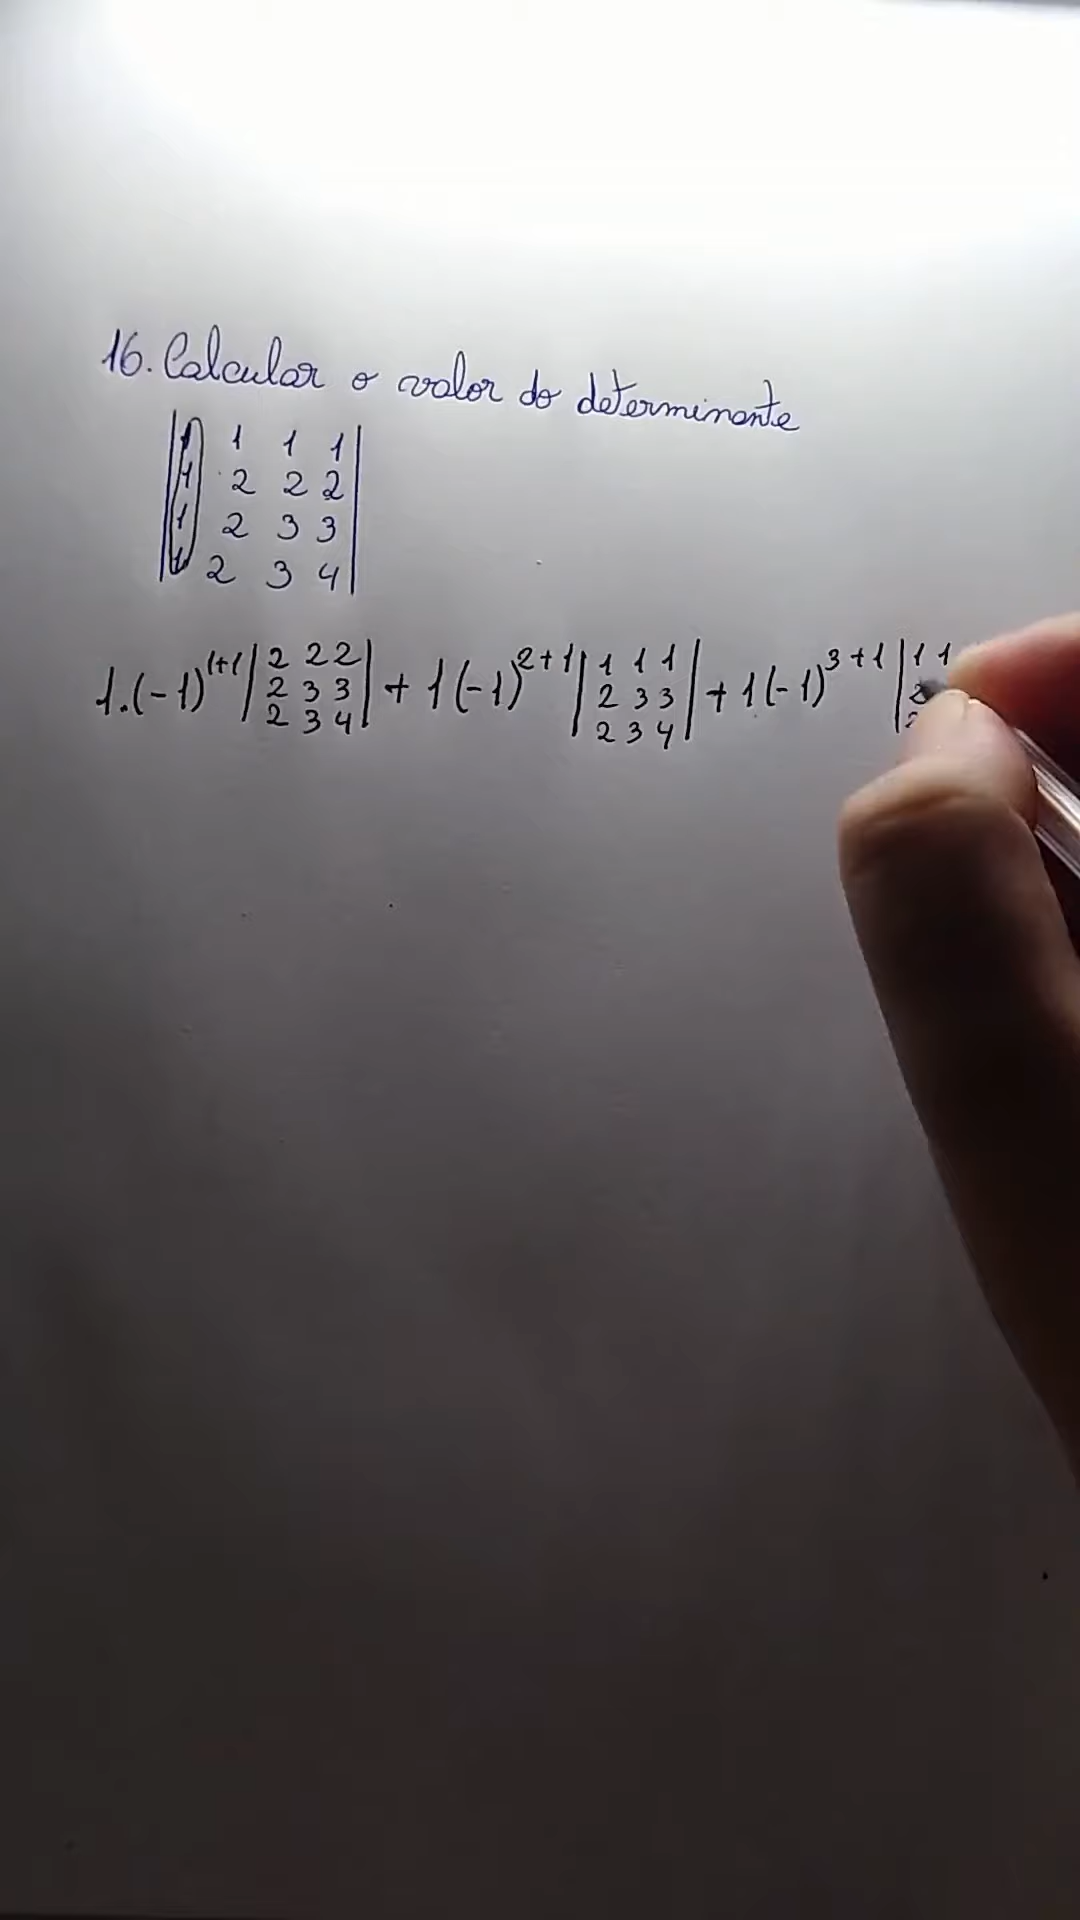 16. Calcular o valor do determinante
1 1 1 1
1 2 2 2
1 2 3 3
1 2 3 4
1.(-1)^1+1 |2 2 2| + 1(-1)^2+1 |1 1 1| + 1(-1)^3+1 |1 1
2 3 3 2 3 3 2
2 3 4 2 3 4 2